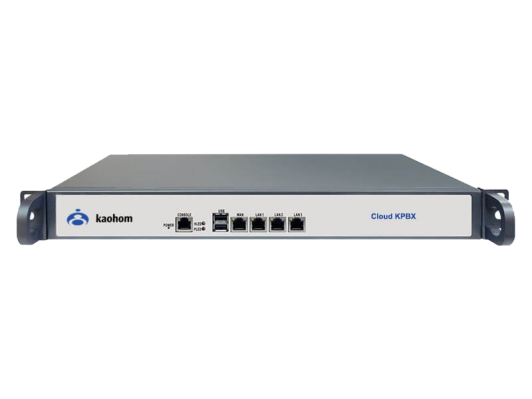 kaohom
POWER
CONSOLE
USB
WAN
LAN1
LAN2
LAN3
Cloud KPBX